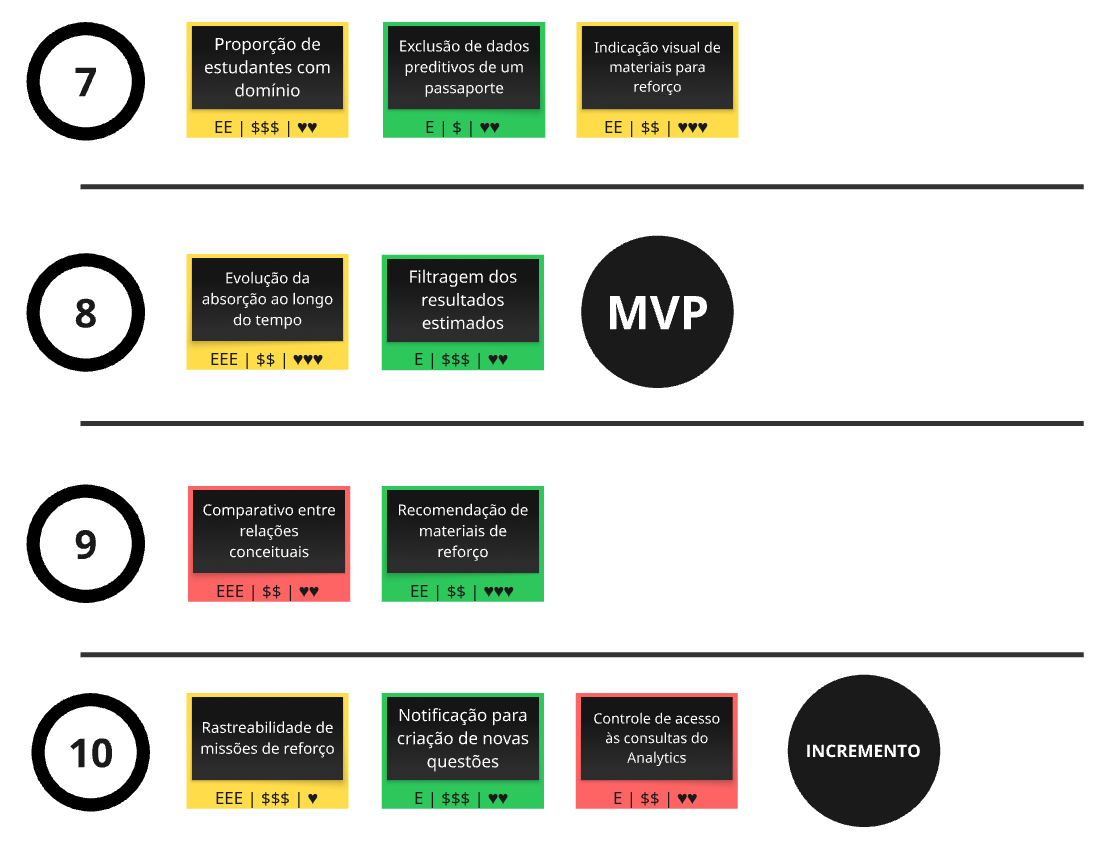 7
Proporção de
estudantes com
domínio
EE | $$$ | ♥♥
Exclusão de dados
preditivos de um
passaporte
E | $ | ♥♥
Indicação visual de
materiais para
reforço
EE | $$ | ♥♥♥
8
Evolução da
absorção ao longo
do tempo
EEE | $$ | ♥♥♥
Filtragem dos
resultados
estimados
E | $$$ | ♥♥
MVP
9
Comparativo entre
relações
conceituais
EEE | $$ | ♥♥
Recomendação de
materiais de
reforço
EE | $$ | ♥♥♥
10
Rastreabilidade de
missões de reforço
EEE | $$$ | ♥
Notificação para
criação de novas
questões
E | $$$ | ♥♥
Controle de acesso
às consultas do
Analytics
E | $$ | ♥♥
INCREMENTO